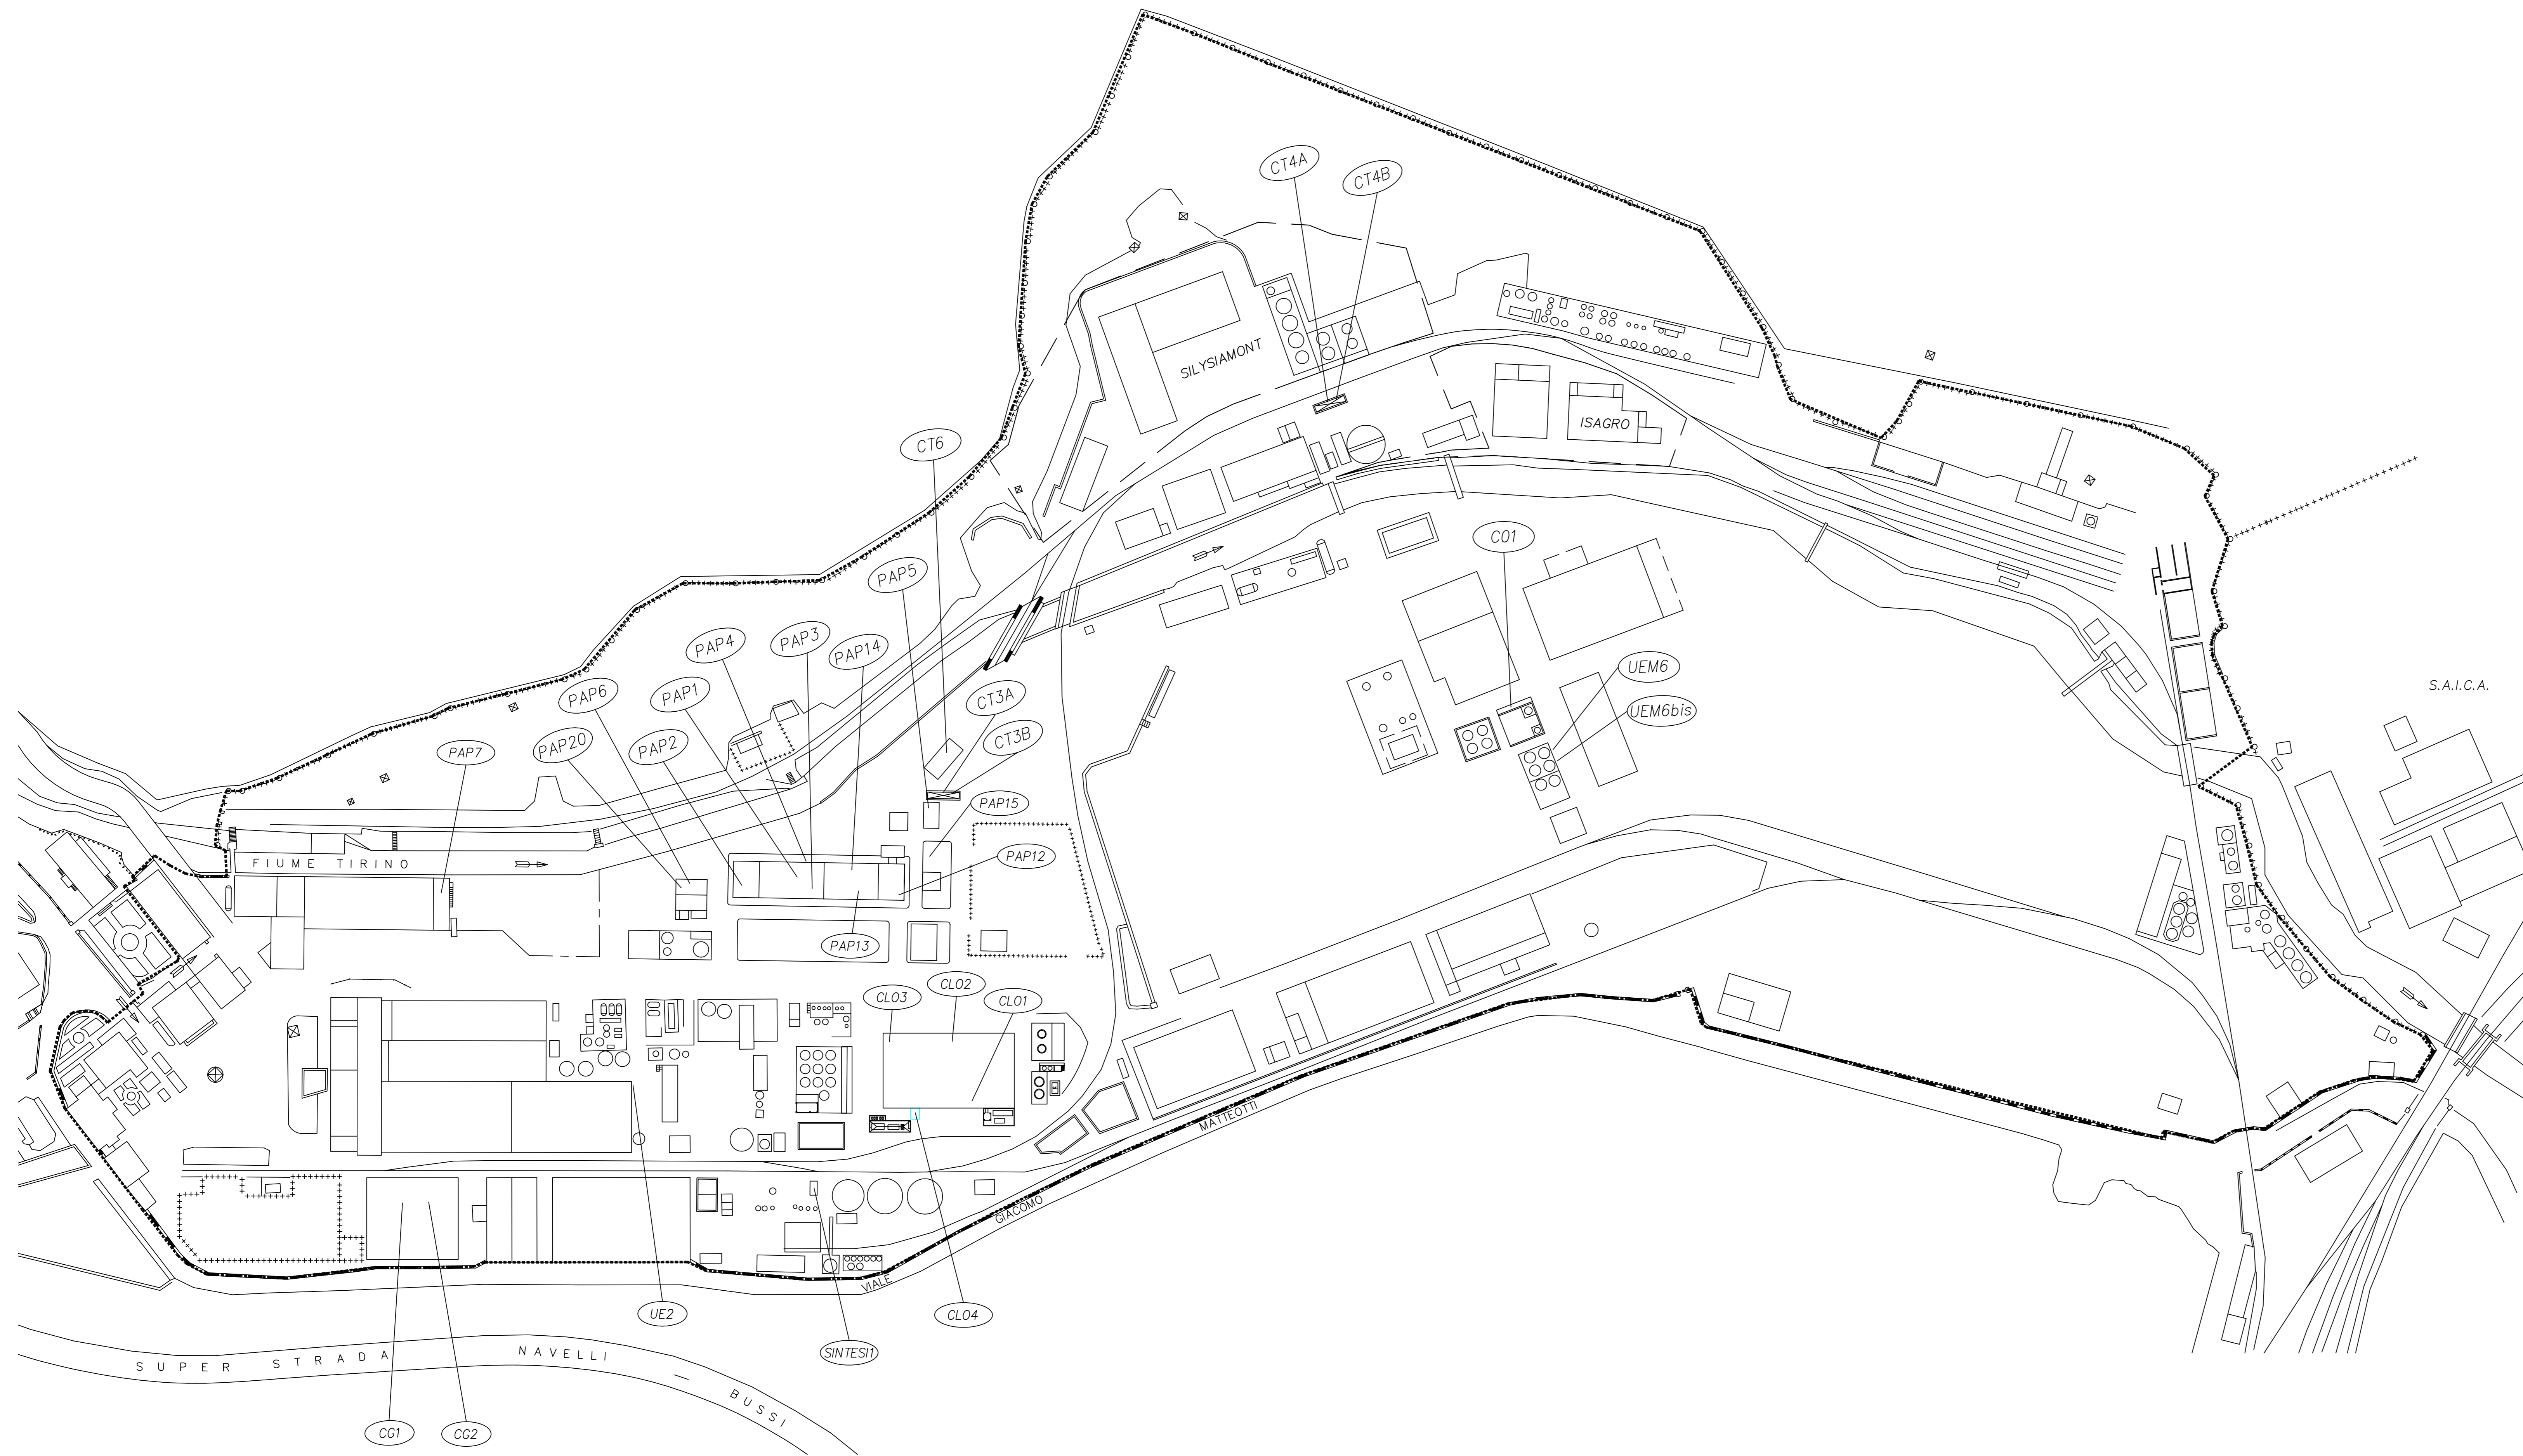 CT4A
CT4B
SILYSIAMONT
ISAGRO
CT6
CO1
PAP5
PAP4
PAP3
PAP14
UEM6
PAP6
PAP1
CT3A
UEM6bis
S.A.I.C.A.
PAP7
PAP20
PAP2
CT3B
PAP15
FIUME TIRINO
PAP12
PAP13
CLO3
CLO2
CLO1
VIALE GIACOMO MATTEOTTI
UE2
CLO4
SINTESI1
SUPER STRADA NAVELLI — BUSSI
CG1
CG2